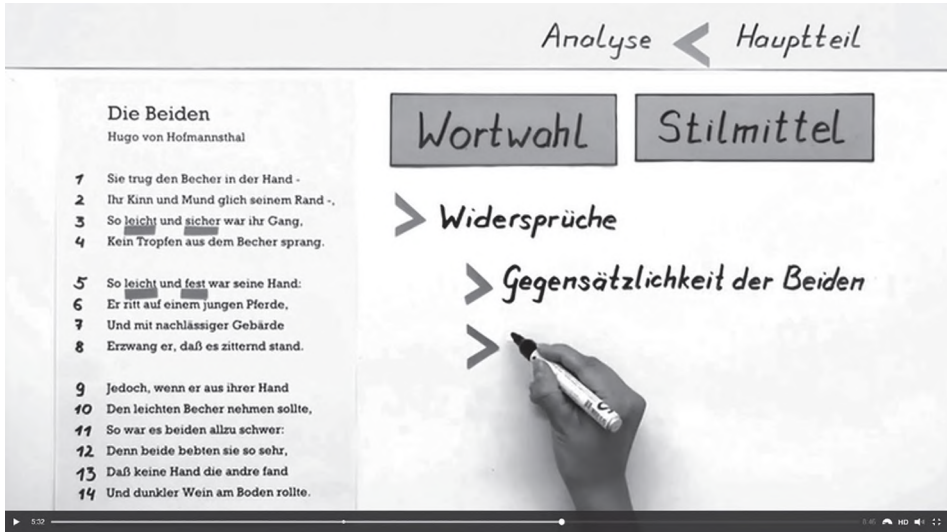 Analyse < Hauptteil
Die Beiden
Hugo von Hofmannsthal
1 Sie trug den Becher in der Hand -
2 Ihr Kinn und Mund glich seinem Rand -,
3 So leicht und sicher war ihr Gang,
4 Kein Tropfen aus dem Becher sprang.
5 So leicht und fest war seine Hand:
6 Er ritt auf einem jungen Pferde,
7 Und mit nachlässiger Gebärde
8 Erzwang er, daß es zitternd stand.
9 Jedoch, wenn er aus ihrer Hand
10 Den leichten Becher nehmen sollte,
11 So war es beiden allzu schwer:
12 Denn beide bebten sie so sehr,
13 Daß keine Hand die andre fand
14 Und dunkler Wein am Boden rollte.
Wortwahl Stilmittel
> Widersprüche
> Gegensätzlichkeit der Beiden
>
5:32 HD